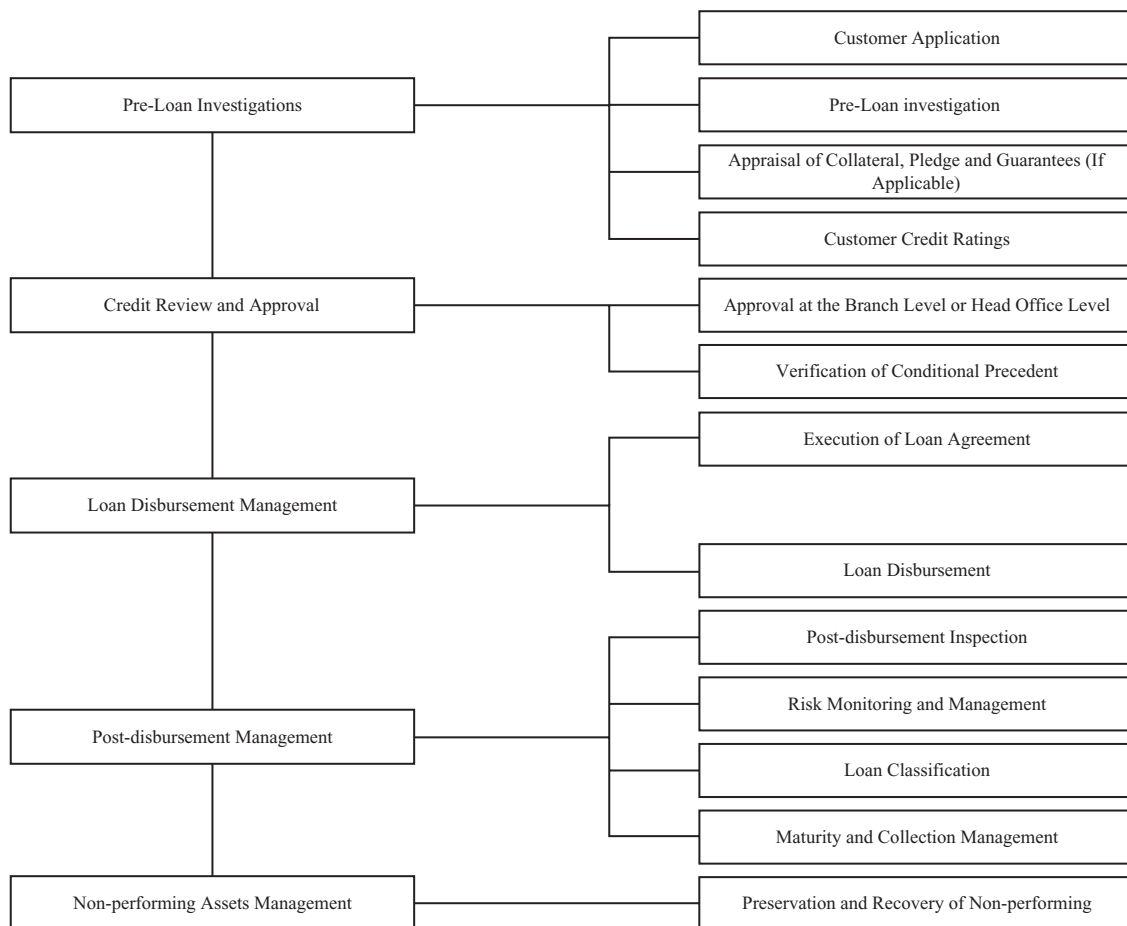 Pre-Loan Investigations
Customer Application
Pre-Loan investigation
Appraisal of Collateral, Pledge and Guarantees (If
Applicable)
Customer Credit Ratings
Credit Review and Approval
Approval at the Branch Level or Head Office Level
Verification of Conditional Precedent
Loan Disbursement Management
Execution of Loan Agreement
Loan Disbursement
Post-disbursement Management
Post-disbursement Inspection
Risk Monitoring and Management
Loan Classification
Maturity and Collection Management
Non-performing Assets Management
Preservation and Recovery of Non-performing